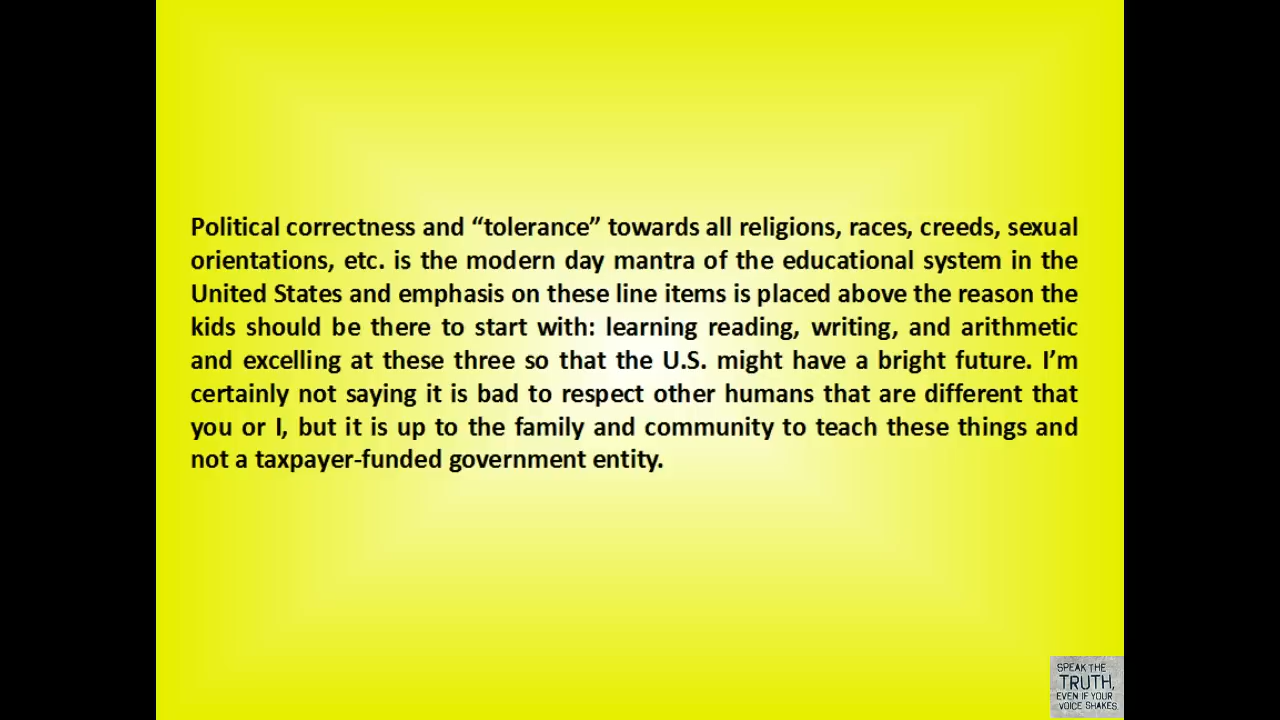 Political correctness and “tolerance” towards all religions, races, creeds, sexual
orientations, etc. is the modern day mantra of the educational system in the
United States and emphasis on these line items is placed above the reason the
kids should be there to start with: learning reading, writing, and arithmetic
and excelling at these three so that the U.S. might have a bright future. I’m
certainly not saying it is bad to respect other humans that are different that
you or I, but it is up to the family and community to teach these things and
not a taxpayer-funded government entity.
SPEAK THE
TRUTH,
EVEN IF YOUR
VOICE SHAKES